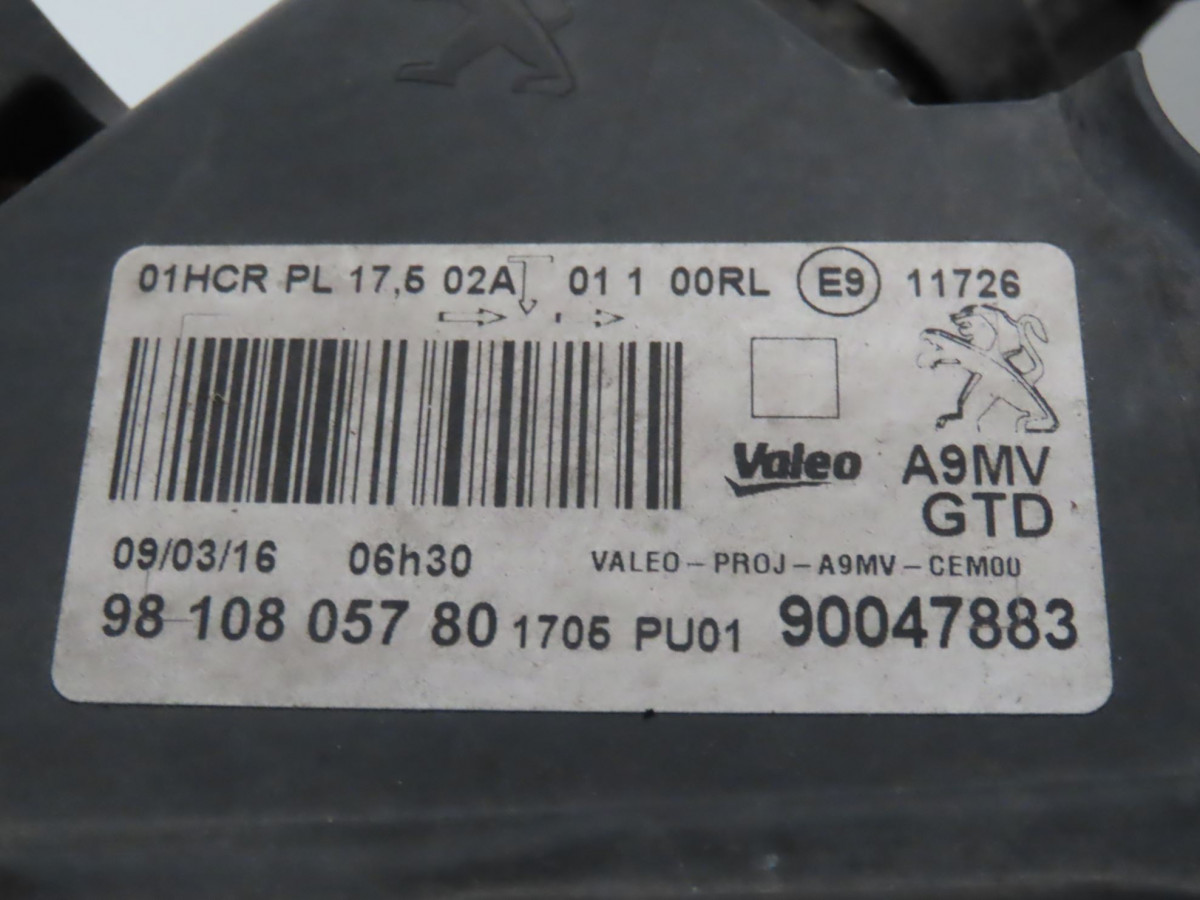 01HCR PL 17,5 02A 01 1 00RL E9 11726
Valeo A9MV
GTD
09/03/16 06h30 VALEO-PROJ-A9MV-CEM00
98 108 057 80 1705 PU01 90047883